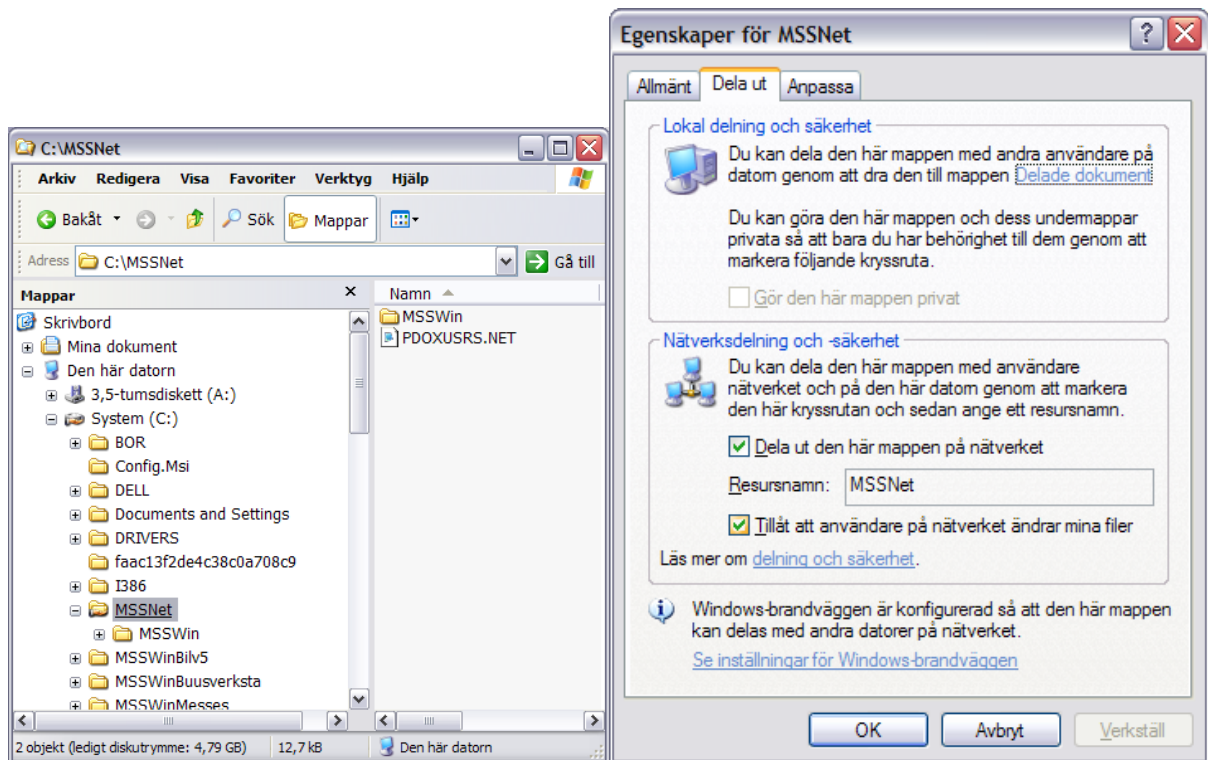 C:\MSSNet
Arkiv Redigera Visa Favoriter Verktyg Hjälp
Bakåt Sök Mappar
Adress C:\MSSNet Gå till
Mappar
Skrivbord
Mina dokument
Den här datorn
3,5-tumsdiskett (A:)
System (C:)
BOR
Config.Msi
DELL
Documents and Settings
DRIVERS
faac13f2de4c38c0a708c9
I386
MSSNet
MSSWin
MSSWinBilv5
MSSWinBuusverksta
MSSWinMesses
Namn
MSSWin
PDOXUSRS.NET
2 objekt (ledigt diskutrymme: 4,79 GB) 12,7 kB Den här datorn
Egenskaper för MSSNet
Allmänt Dela ut Anpassa
Lokal delning och säkerhet
Du kan dela den här mappen med andra användare på
datorn genom att dra den till mappen Delade dokument
Du kan göra den här mappen och dess undermappar
privata så att bara du har behörighet till dem genom att
markera följande kryssruta.
Gör den här mappen privat
Nätverksdelning och -säkerhet
Du kan dela den här mappen med användare
nätverket och på den här datorn genom att markera
den här kryssrutan och sedan ange ett resursnamn.
Dela ut den här mappen på nätverket
Resursnamn: MSSNet
Tillåt att användare på nätverket ändrar mina filer
Läs mer om delning och säkerhet.
Windows-brandväggen är konfigurerad så att den här mappen
kan delas med andra datorer på nätverket.
Se inställningar för Windows-brandväggen
OK Avbryt Verkställ